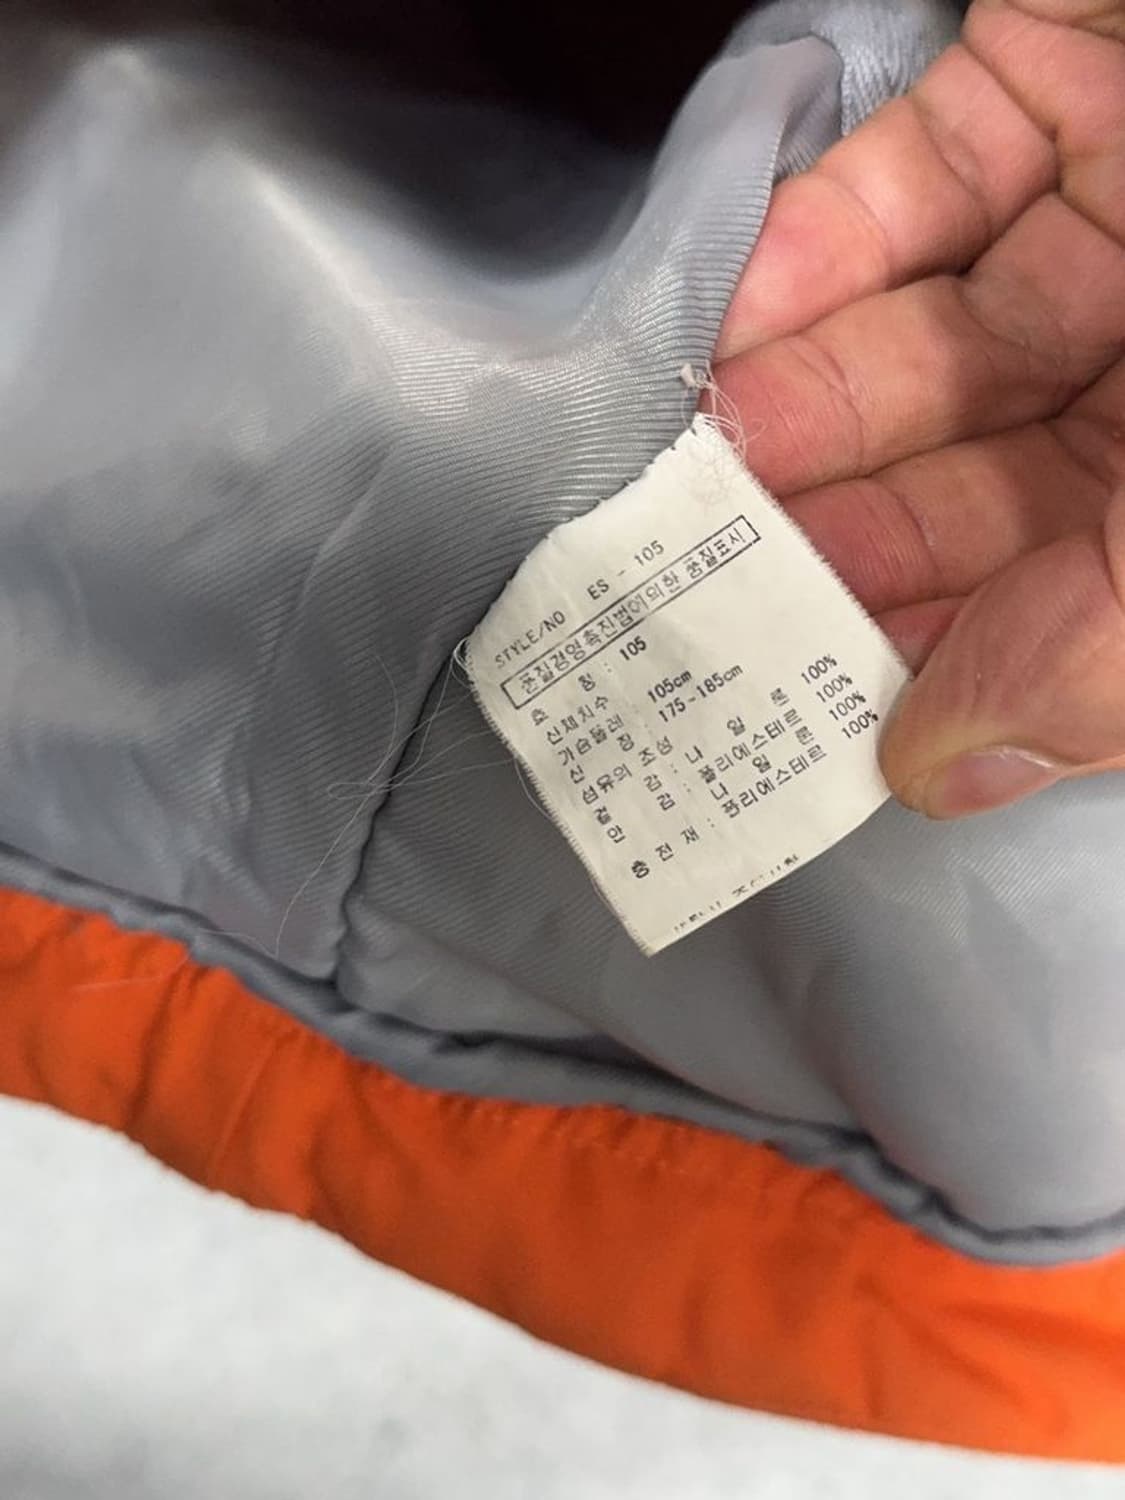 STYLE/NO ES - 105
품질경영촉진법에의한 품질표시
호 칭 : 105
신체치수
가슴둘레 105cm
신 장 175-185cm
섬유의 조성
겉 감 : 나 일 론 100%
안 감 : 폴리에스테르 100%
나 일 론 100%
충 전 재 : 폴리에스테르 100%